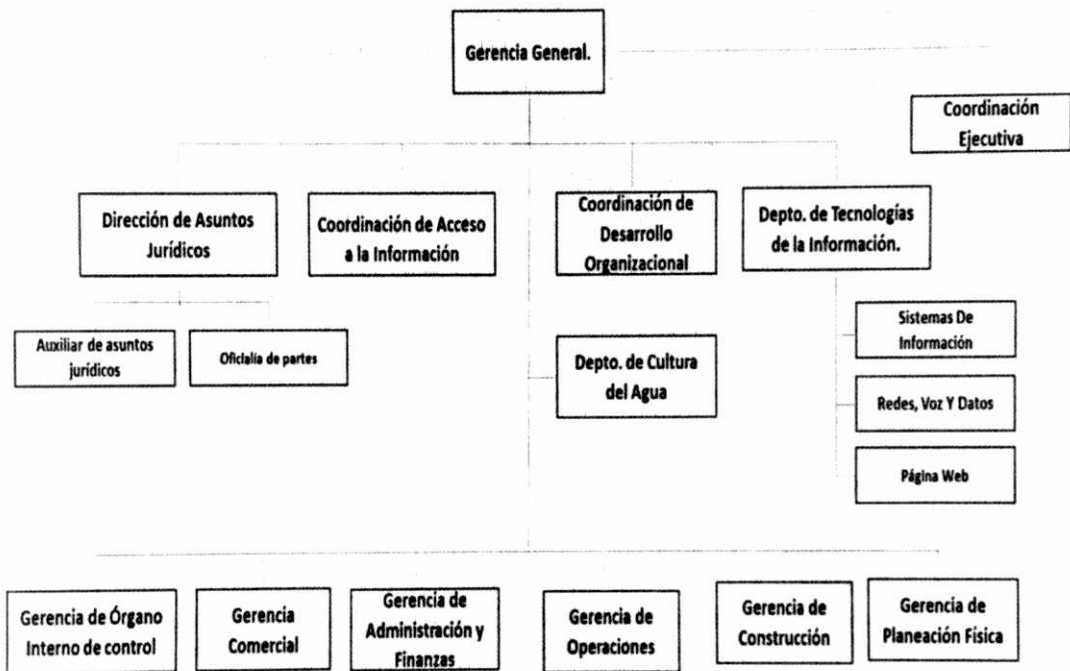 Gerencia General.
Coordinación
Ejecutiva
Dirección de Asuntos
Jurídicos
Coordinación de Acceso
a la Información
Coordinación de
Desarrollo
Organizacional
Depto. de Tecnologías
de la Información.
Auxiliar de asuntos
jurídicos
Oficialía de partes
Sistemas De
Información
Depto. de Cultura
del Agua
Redes, Voz Y Datos
Página Web
Gerencia de Órgano
Interno de control
Gerencia
Comercial
Gerencia de
Administración y
Finanzas
Gerencia de
Operaciones
Gerencia de
Construcción
Gerencia de
Planeación Física